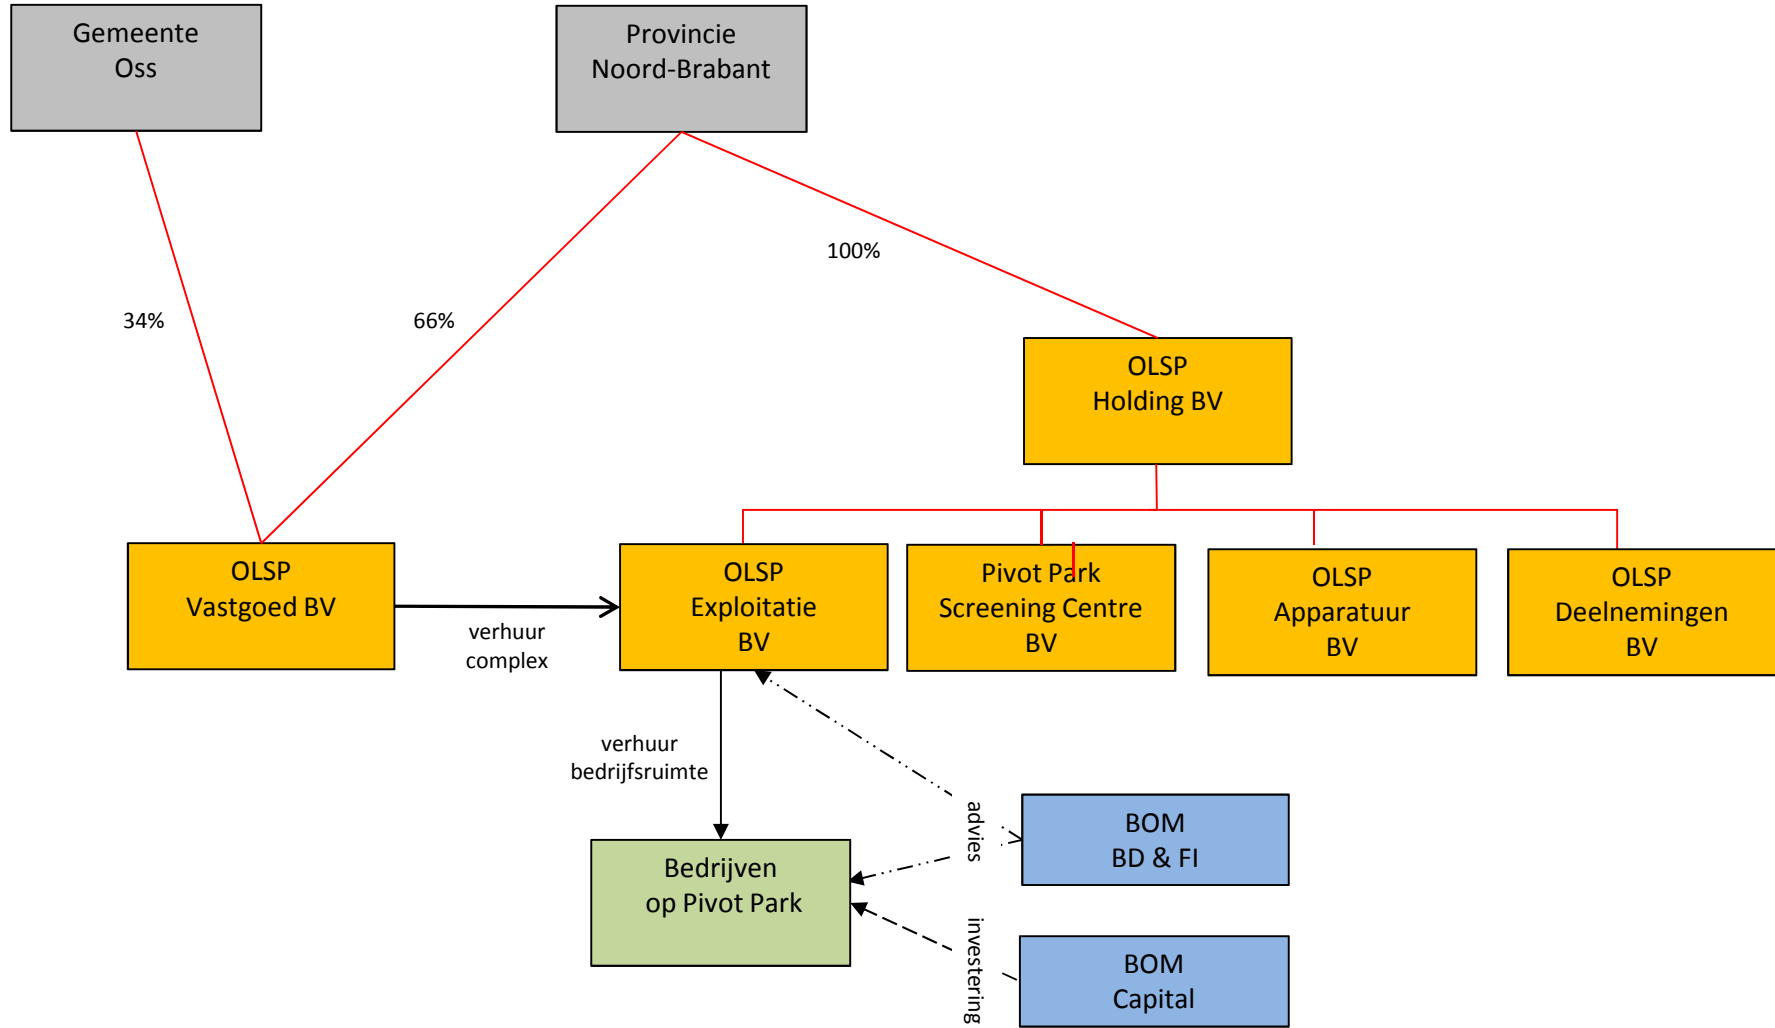 Gemeente
Oss
Provincie
Noord-Brabant
100%
34%
66%
OLSP
Holding BV
OLSP
Vastgoed BV
verhuur
complex
OLSP
Exploitatie
BV
Pivot Park
Screening Centre
BV
OLSP
Apparatuur
BV
OLSP
Deelnemingen
BV
verhuur
bedrijfsruimte
advies
BOM
BD & FI
Bedrijven
op Pivot Park
investering
BOM
Capital